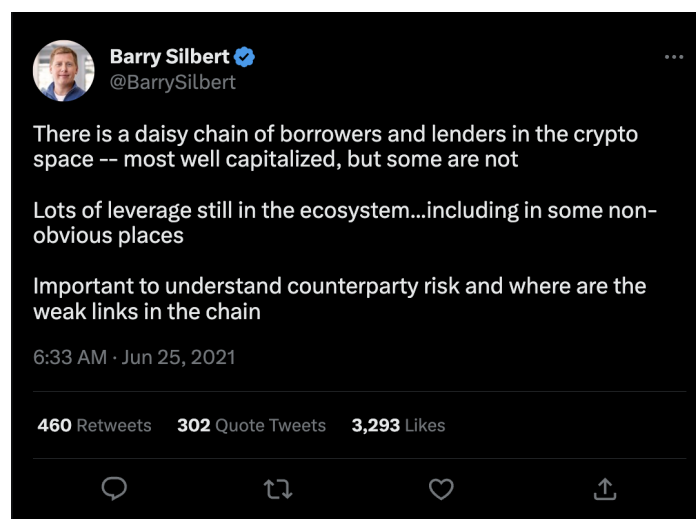 Barry Silbert
@BarrySilbert
There is a daisy chain of borrowers and lenders in the crypto
space -- most well capitalized, but some are not
Lots of leverage still in the ecosystem...including in some non-
obvious places
Important to understand counterparty risk and where are the
weak links in the chain
6:33 AM · Jun 25, 2021
460 Retweets 302 Quote Tweets 3,293 Likes